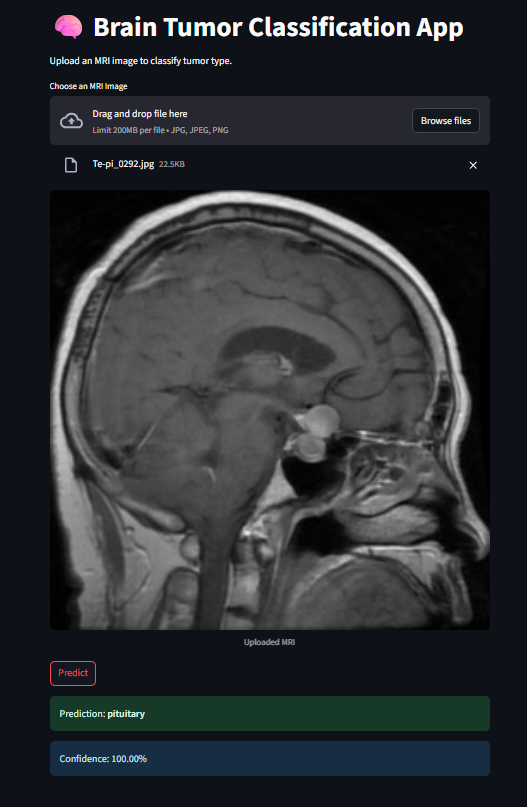 🧠 Brain Tumor Classification App
Upload an MRI image to classify tumor type.
Choose an MRI Image
Drag and drop file here
Limit 200MB per file • JPG, JPEG, PNG
Browse files
Te-pi_0292.jpg 22.5KB
Uploaded MRI
Predict
Prediction: pituitary
Confidence: 100.00%